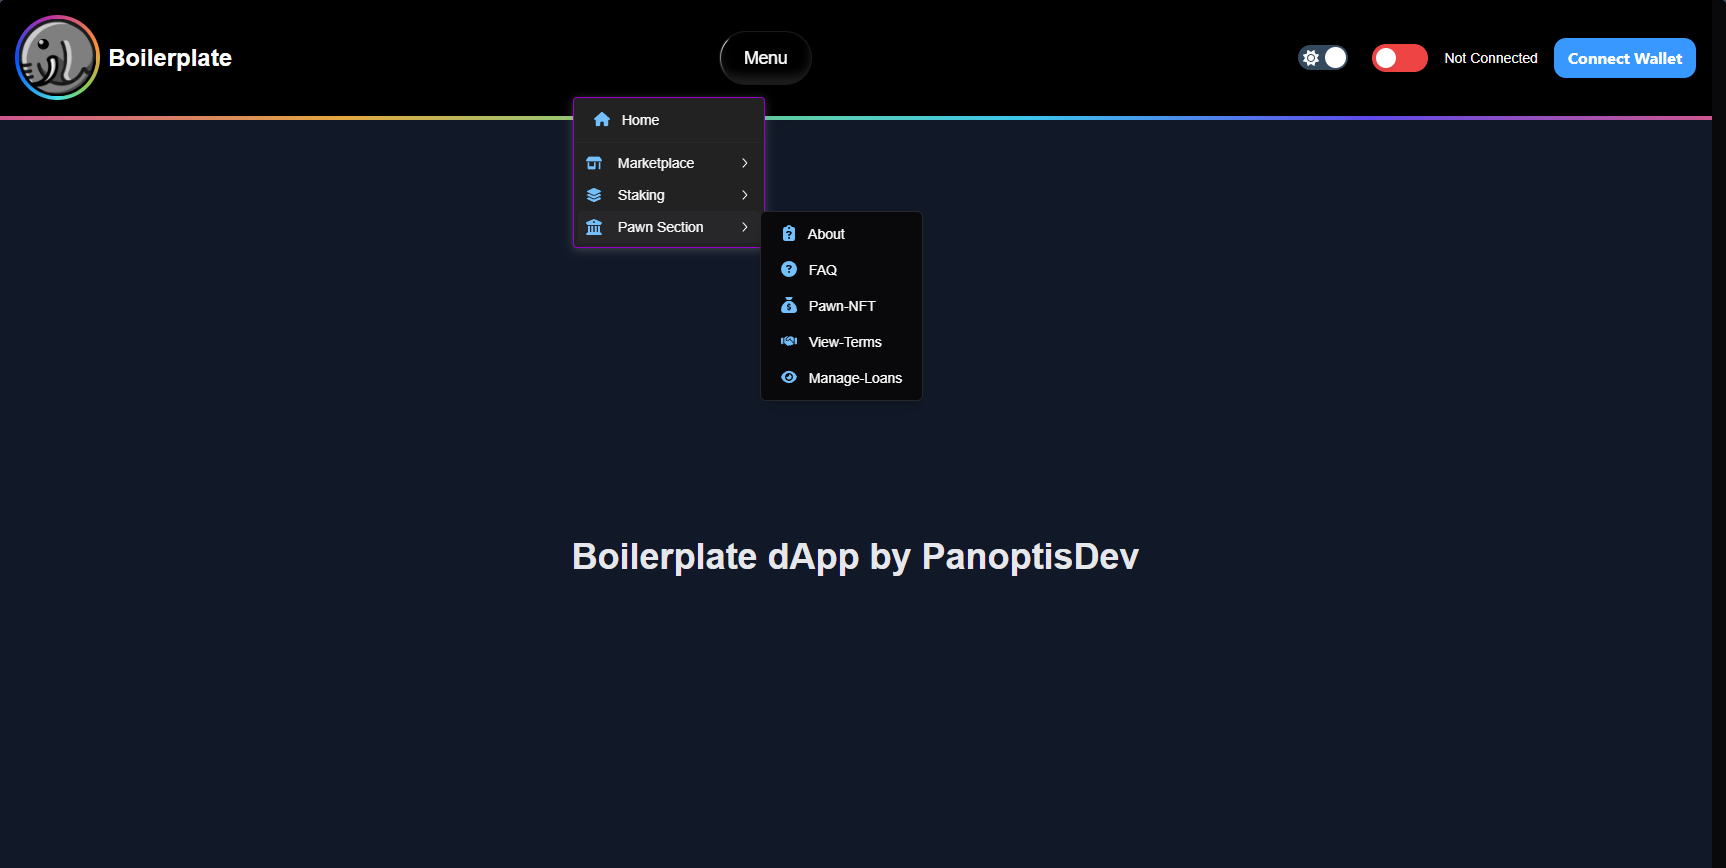 Boilerplate
Menu
Not Connected
Connect Wallet
Home
Marketplace
Staking
Pawn Section
About
FAQ
Pawn-NFT
View-Terms
Manage-Loans
Boilerplate dApp by PanoptisDev